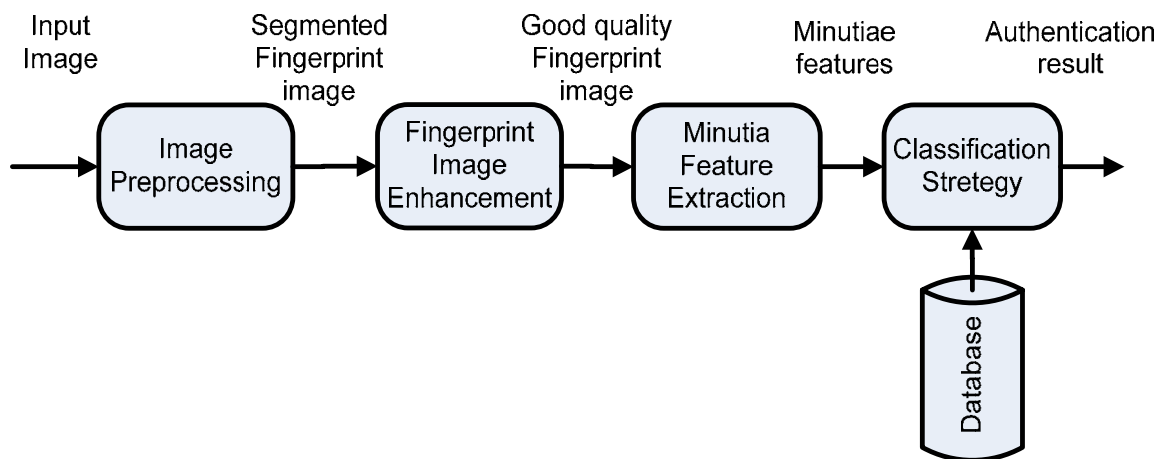 Input
Image
Segmented
Fingerprint
image
Good quality
Fingerprint
image
Minutiae
features
Authentication
result
Image
Preprocessing
Fingerprint
Image
Enhancement
Minutia
Feature
Extraction
Classification
Stretegy
Database